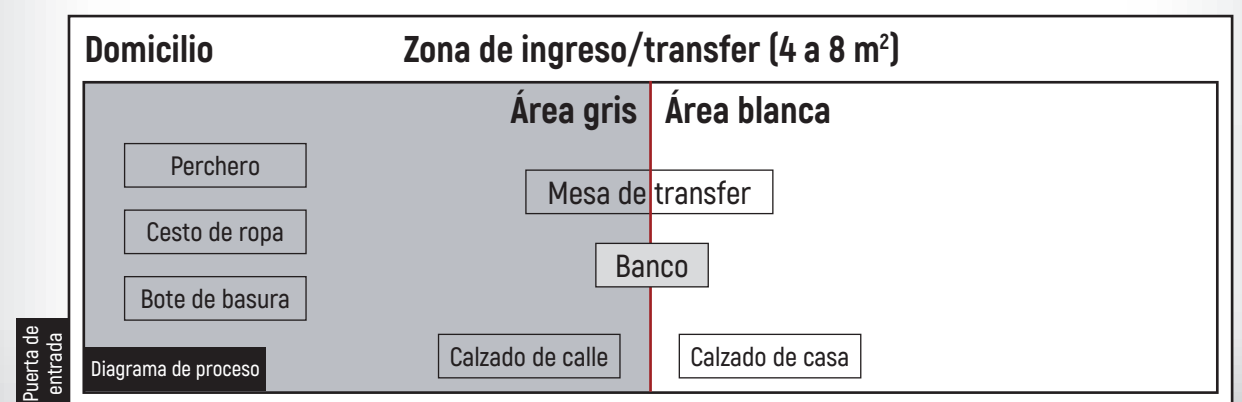 Domicilio
Zona de ingreso/transfer (4 a 8 m²)
Área gris
Área blanca
Perchero
Mesa de transfer
Cesto de ropa
Banco
Bote de basura
Puerta de
entrada
Diagrama de proceso
Calzado de calle
Calzado de casa